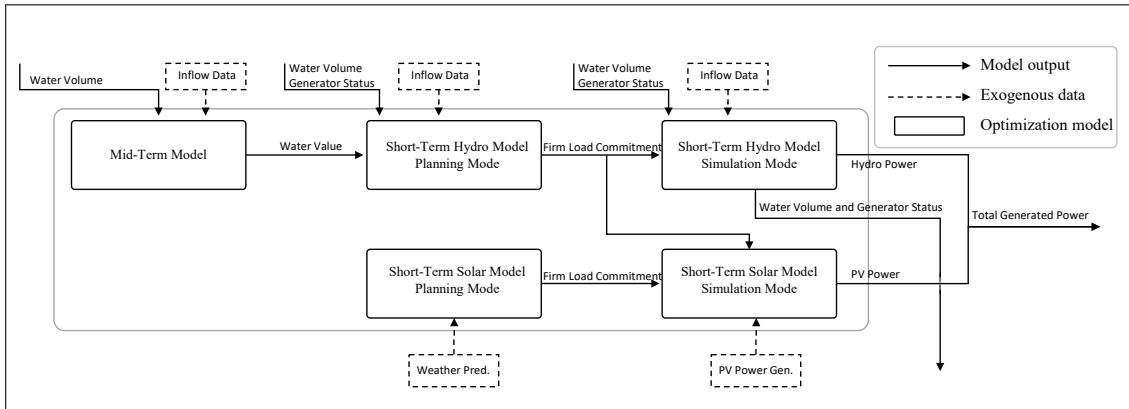 Water Volume
Inflow Data
Water Volume
Generator Status
Inflow Data
Water Volume
Generator Status
Inflow Data
Model output
Exogenous data
Optimization model
Mid-Term Model
Water Value
Short-Term Hydro Model
Planning Mode
Firm Load Commitment
Short-Term Hydro Model
Simulation Mode
Hydro Power
Water Volume and Generator Status
Total Generated Power
Short-Term Solar Model
Planning Mode
Firm Load Commitment
Short-Term Solar Model
Simulation Mode
PV Power
Weather Pred.
PV Power Gen.